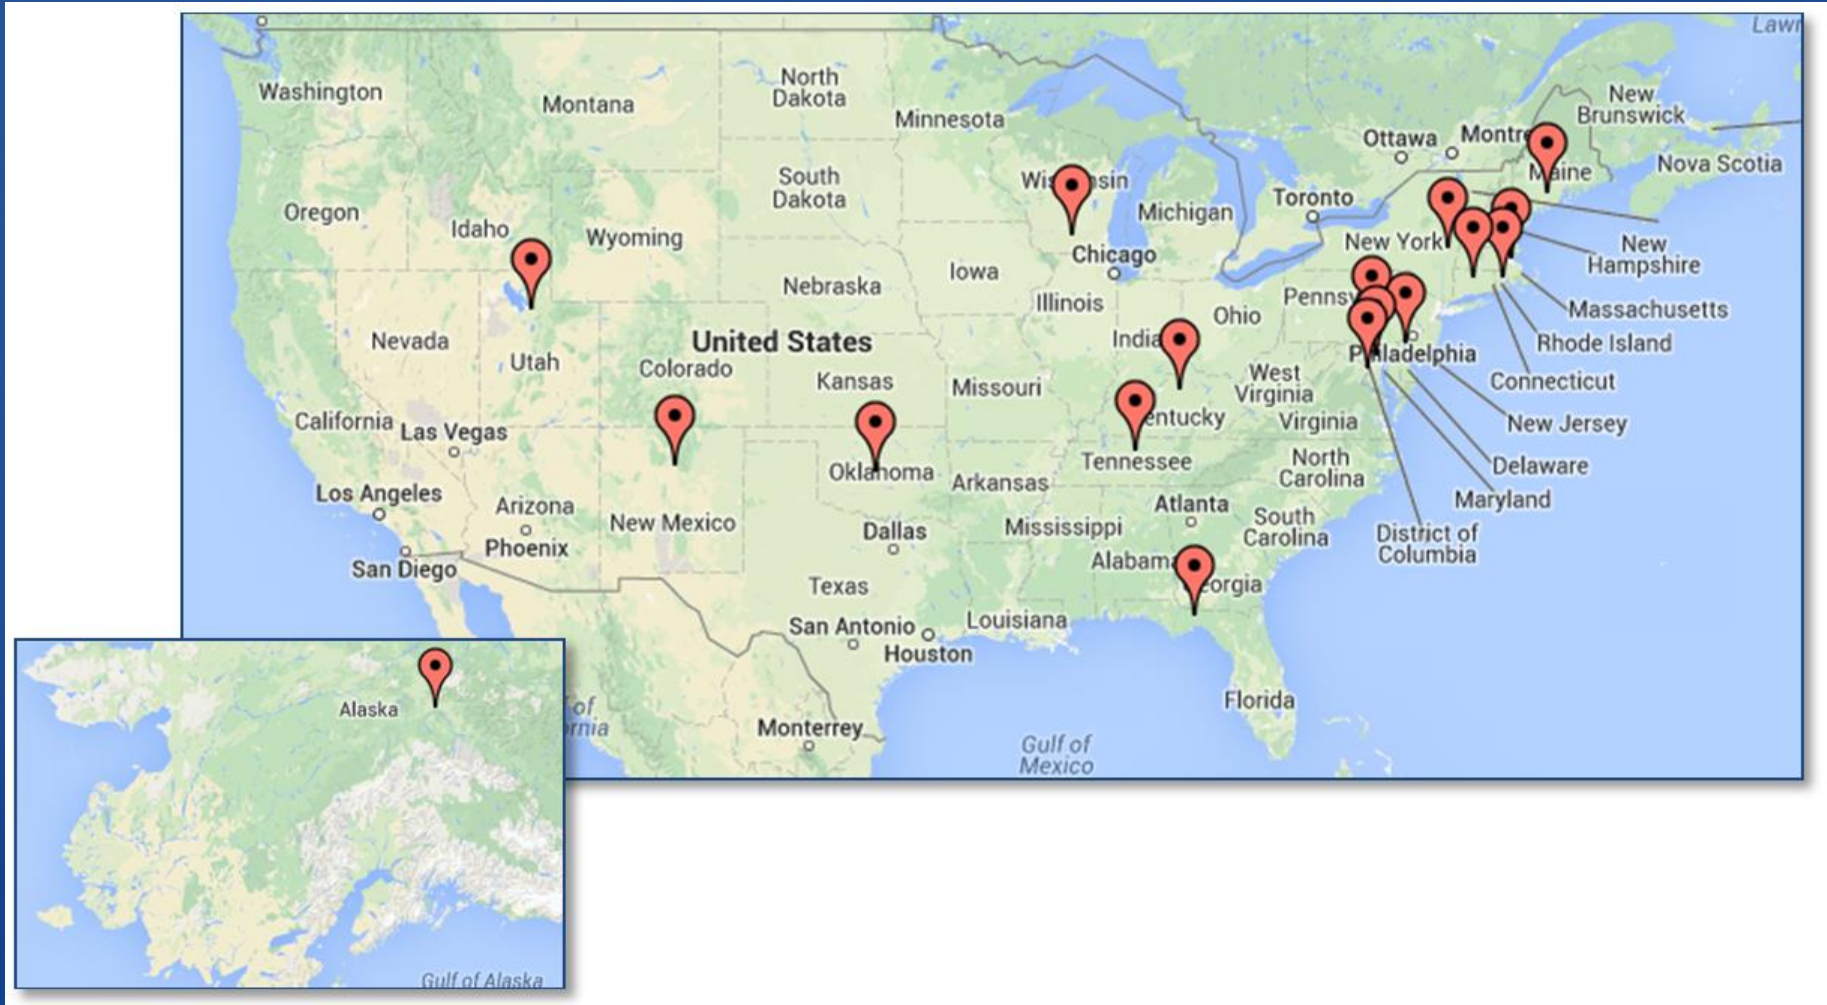 Lawr
Washington
Montana
North
Dakota
Minnesota
New
Brunswick
Ottawa
Montre
Maine
Nova Scotia
South
Dakota
Wis nsin
Michigan
Toronto
Oregon
Idaho
Wyoming
New York
Chicago
New
Hampshire
Iowa
Nebraska
Illinois
Ohio
Pennsy
Massachusetts
Nevada
United States
India
Rhode Island
Utah
Colorado
Kansas
Missouri
Philadelphia
West
Virginia
Connecticut
California
Las Vegas
entucky
Virginia
New Jersey
Oklahoma
Tennessee
Arkansas
North
Carolina
Delaware
Los Angeles
Arizona
New Mexico
Maryland
Atlanta
Phoenix
Dallas
Mississippi
South
Carolina
District of
Columbia
San Diego
Texas
Alabama
eorgia
San Antonio
Houston
Louisiana
Florida
Alaska
of
rnia
Monterrey
Gulf of
Mexico
Gulf of Alaska